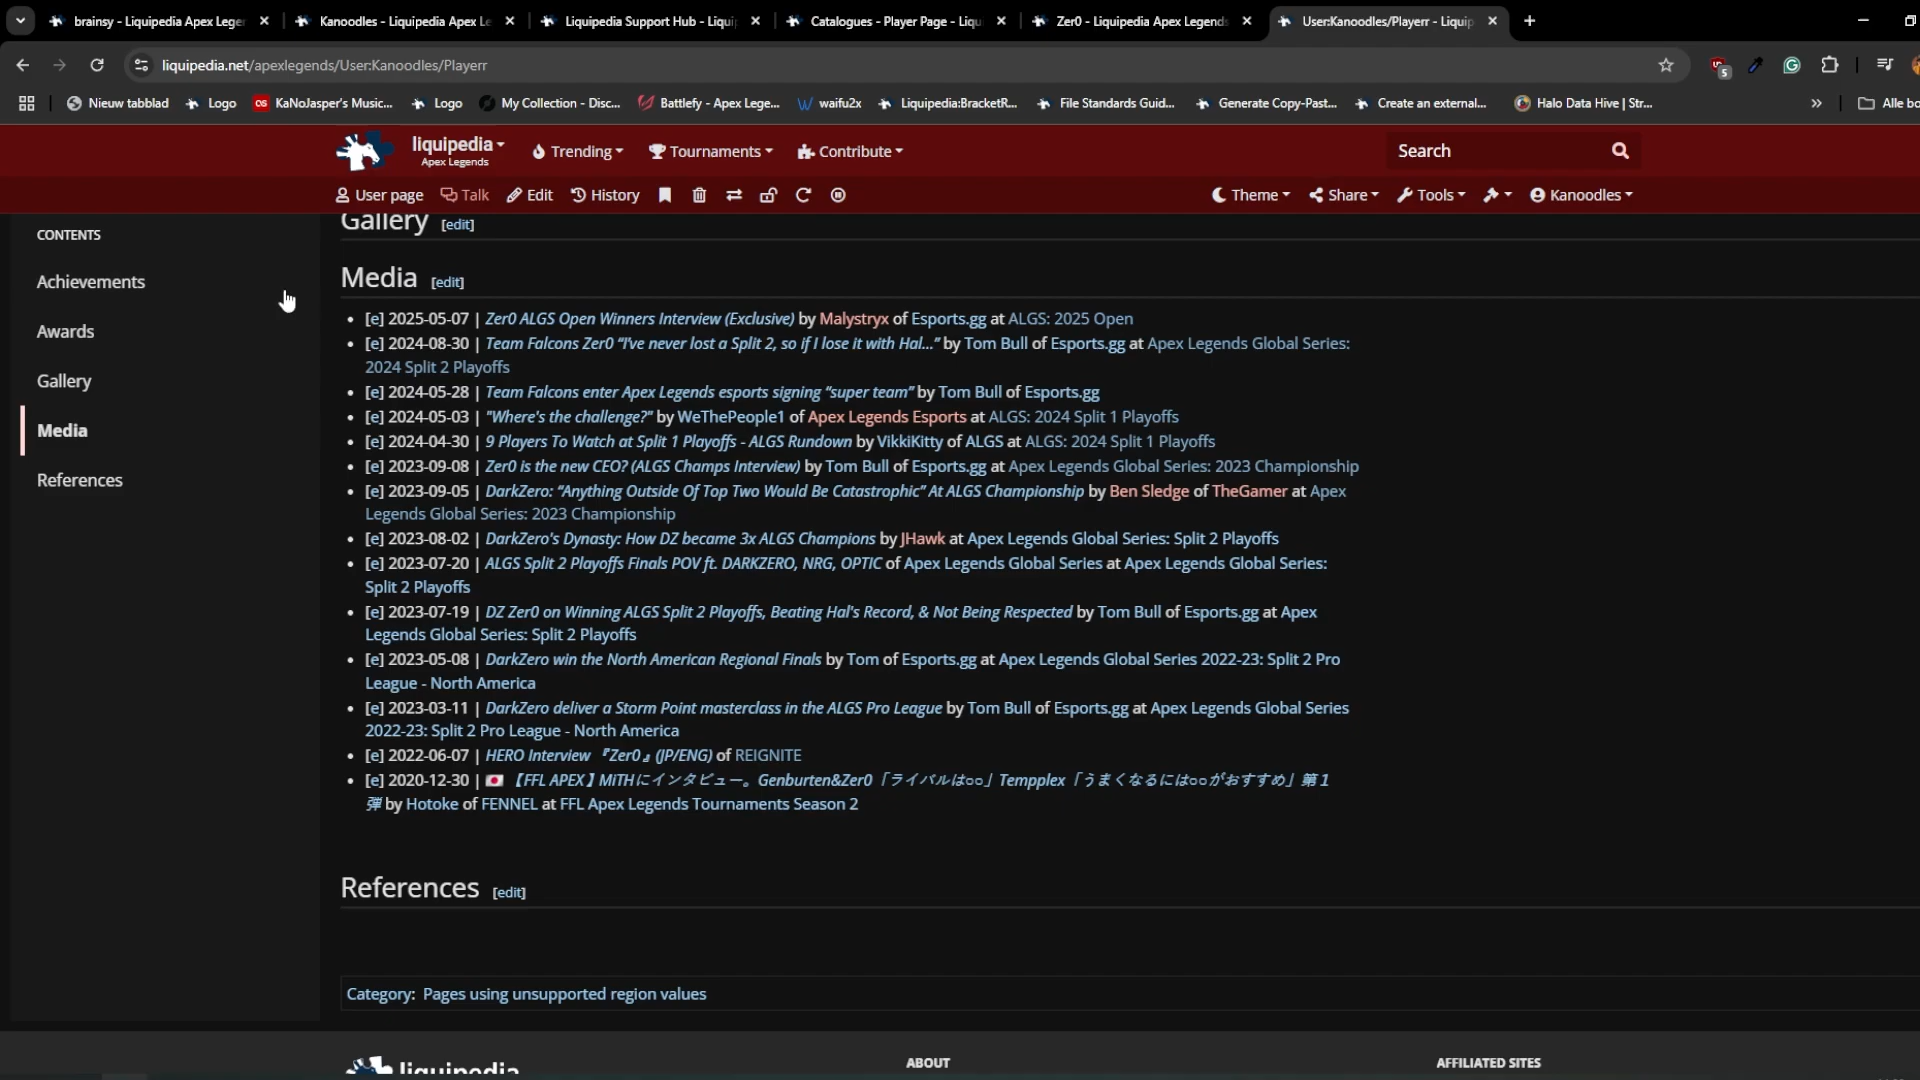 brainsy - Liquipedia Apex Leger
Kanoodles - Liquipedia Apex Le
Liquipedia Support Hub - Liqui
Catalogues - Player Page - Liqu
Zer0 - Liquipedia Apex Legends
User:Kanoodles/Playerr - Liquip
liquipedia.net/apexlegends/User:Kanoodles/Playerr
5
Nieuw tabblad
Logo
KaNoJasper's Music...
Logo
My Collection - Disc...
Battlefy - Apex Lege...
waifu2x
Liquipedia:BracketR...
File Standards Guid...
Generate Copy-Past...
Create an external...
Halo Data Hive | Str...
»
Alle bo
liquipedia
Apex Legends
Trending
Tournaments
Contribute
Search
User page
Talk
Edit
History
Theme
Share
Tools
Kanoodles
CONTENTS
Achievements
Awards
Gallery
Media
References
Gallery [edit]
Media [edit]
[e] 2025-05-07 | Zer0 ALGS Open Winners Interview (Exclusive) by Malystryx of Esports.gg at ALGS: 2025 Open
[e] 2024-08-30 | Team Falcons Zer0 “I've never lost a Split 2, so if I lose it with Hal...” by Tom Bull of Esports.gg at Apex Legends Global Series:
2024 Split 2 Playoffs
[e] 2024-05-28 | Team Falcons enter Apex Legends esports signing “super team” by Tom Bull of Esports.gg
[e] 2024-05-03 | "Where's the challenge?" by WeThePeople1 of Apex Legends Esports at ALGS: 2024 Split 1 Playoffs
[e] 2024-04-30 | 9 Players To Watch at Split 1 Playoffs - ALGS Rundown by VikkiKitty of ALGS at ALGS: 2024 Split 1 Playoffs
[e] 2023-09-08 | Zer0 is the new CEO? (ALGS Champs Interview) by Tom Bull of Esports.gg at Apex Legends Global Series: 2023 Championship
[e] 2023-09-05 | DarkZero: “Anything Outside Of Top Two Would Be Catastrophic” At ALGS Championship by Ben Sledge of TheGamer at Apex
Legends Global Series: 2023 Championship
[e] 2023-08-02 | DarkZero's Dynasty: How DZ became 3x ALGS Champions by JHawk at Apex Legends Global Series: Split 2 Playoffs
[e] 2023-07-20 | ALGS Split 2 Playoffs Finals POV ft. DARKZERO, NRG, OPTIC of Apex Legends Global Series at Apex Legends Global Series:
Split 2 Playoffs
[e] 2023-07-19 | DZ Zer0 on Winning ALGS Split 2 Playoffs, Beating Hal's Record, & Not Being Respected by Tom Bull of Esports.gg at Apex
Legends Global Series: Split 2 Playoffs
[e] 2023-05-08 | DarkZero win the North American Regional Finals by Tom of Esports.gg at Apex Legends Global Series 2022-23: Split 2 Pro
League - North America
[e] 2023-03-11 | DarkZero deliver a Storm Point masterclass in the ALGS Pro League by Tom Bull of Esports.gg at Apex Legends Global Series
2022-23: Split 2 Pro League - North America
[e] 2022-06-07 | HERO Interview 『Zer0』(JP/ENG) of REIGNITE
[e] 2020-12-30 | 【FFL APEX】MiTHにインタビュー。Genburten&Zer0「ライバルは○○」Tempplex「うまくなるには○○がおすすめ」第1
弾 by Hotoke of FENNEL at FFL Apex Legends Tournaments Season 2
References [edit]
Category: Pages using unsupported region values
liquipedia
ABOUT
AFFILIATED SITES